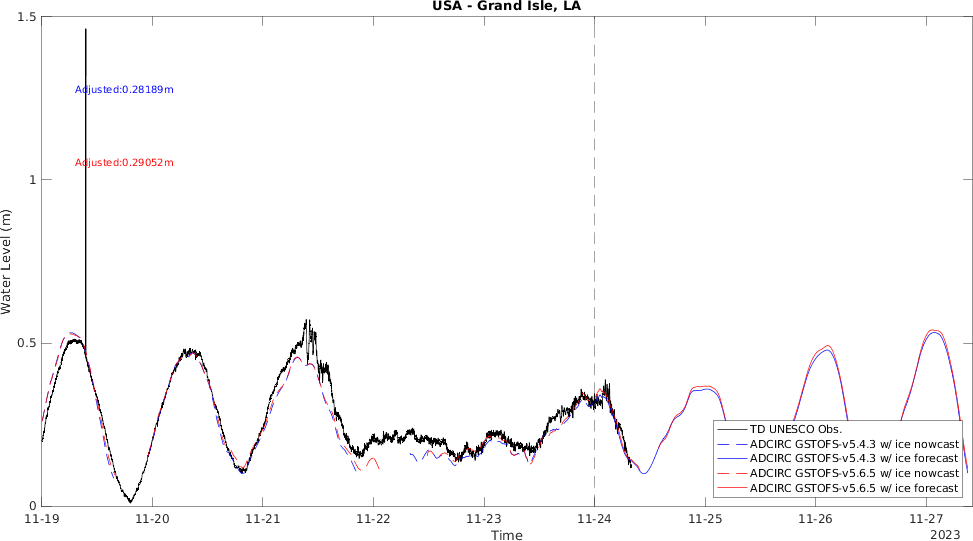 USA - Grand Isle, LA
1.5
Adjusted:0.28189m
Adjusted:0.29052m
1
Water Level (m)
0.5
0
11-19 11-20 11-21 11-22 11-23 11-24 11-25 11-26 11-27
Time
2023
TD UNESCO Obs.
ADCIRC GSTOFS-v5.4.3 w/ ice nowcast
ADCIRC GSTOFS-v5.4.3 w/ ice forecast
ADCIRC GSTOFS-v5.6.5 w/ ice nowcast
ADCIRC GSTOFS-v5.6.5 w/ ice forecast